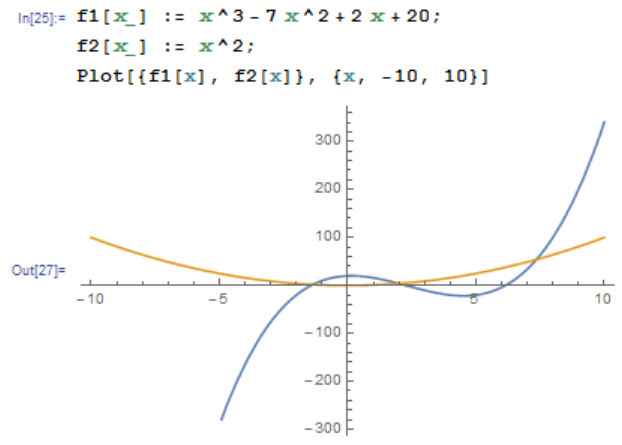 In[25]:= f1[x_] := x^3 - 7 x^2 + 2 x + 20;
f2[x_] := x^2;
Plot[{f1[x], f2[x]}, {x, -10, 10}]
Out[27]=
300
200
100
-10
-5
5
10
-100
-200
-300